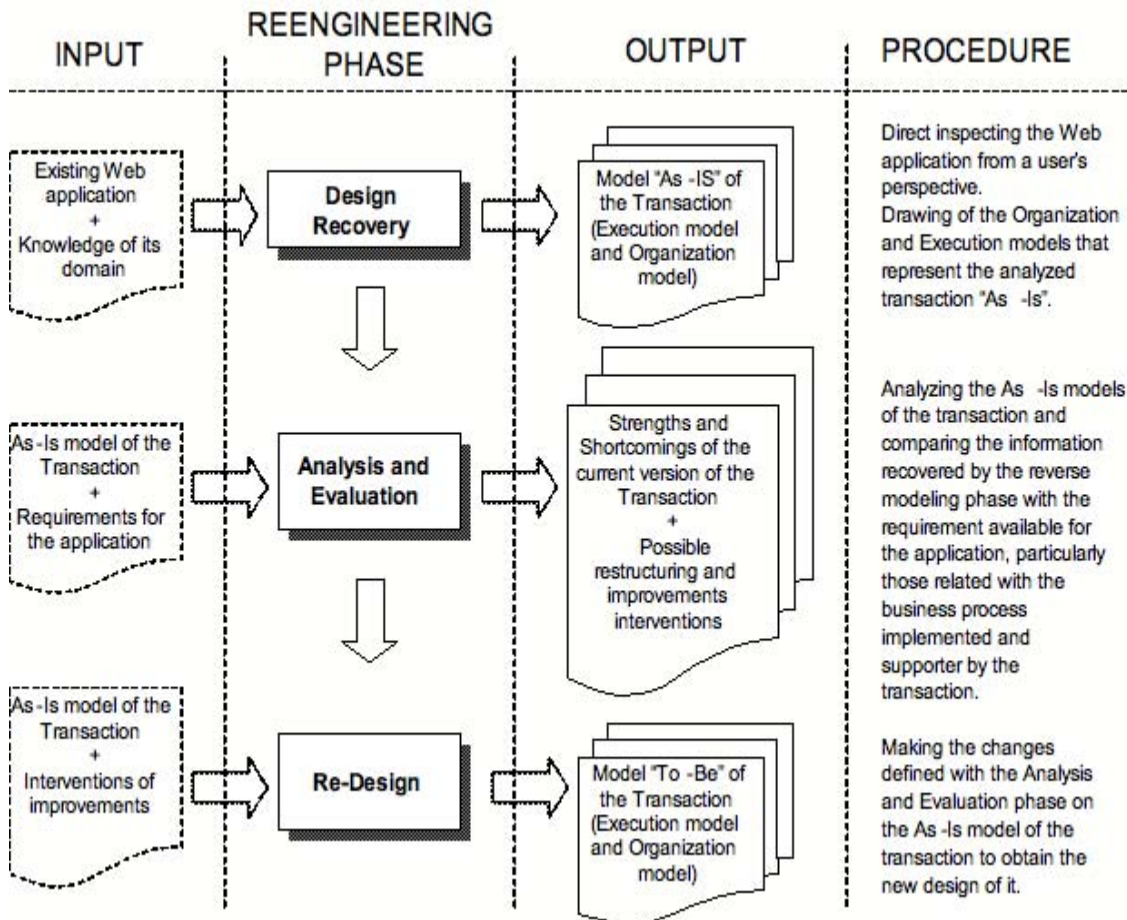 INPUT
REENGINEERING
PHASE
OUTPUT
PROCEDURE
Existing Web
application
+
Knowledge of its
domain
Design
Recovery
Model "As -IS" of
the Transaction
(Execution model
and Organization
model)
Direct inspecting the Web
application from a user's
perspective.
Drawing of the Organization
and Execution models that
represent the analyzed
transaction "As -Is".
As -Is model of the
Transaction
+
Requirements for
the application
Analysis and
Evaluation
Strengths and
Shortcomings of the
current version of the
Transaction
+
Possible
restructuring and
improvements
interventions
Analyzing the As -Is models
of the transaction and
comparing the information
recovered by the reverse
modeling phase with the
requirement available for
the application, particularly
those related with the
business process
implemented and
supporter by the
transaction.
As -Is model of the
Transaction
+
Interventions of
improvements
Re-Design
Model "To -Be" of
the Transaction
(Execution model
and Organization
model)
Making the changes
defined with the Analysis
and Evaluation phase on
the As -Is model of the
transaction to obtain the
new design of it.